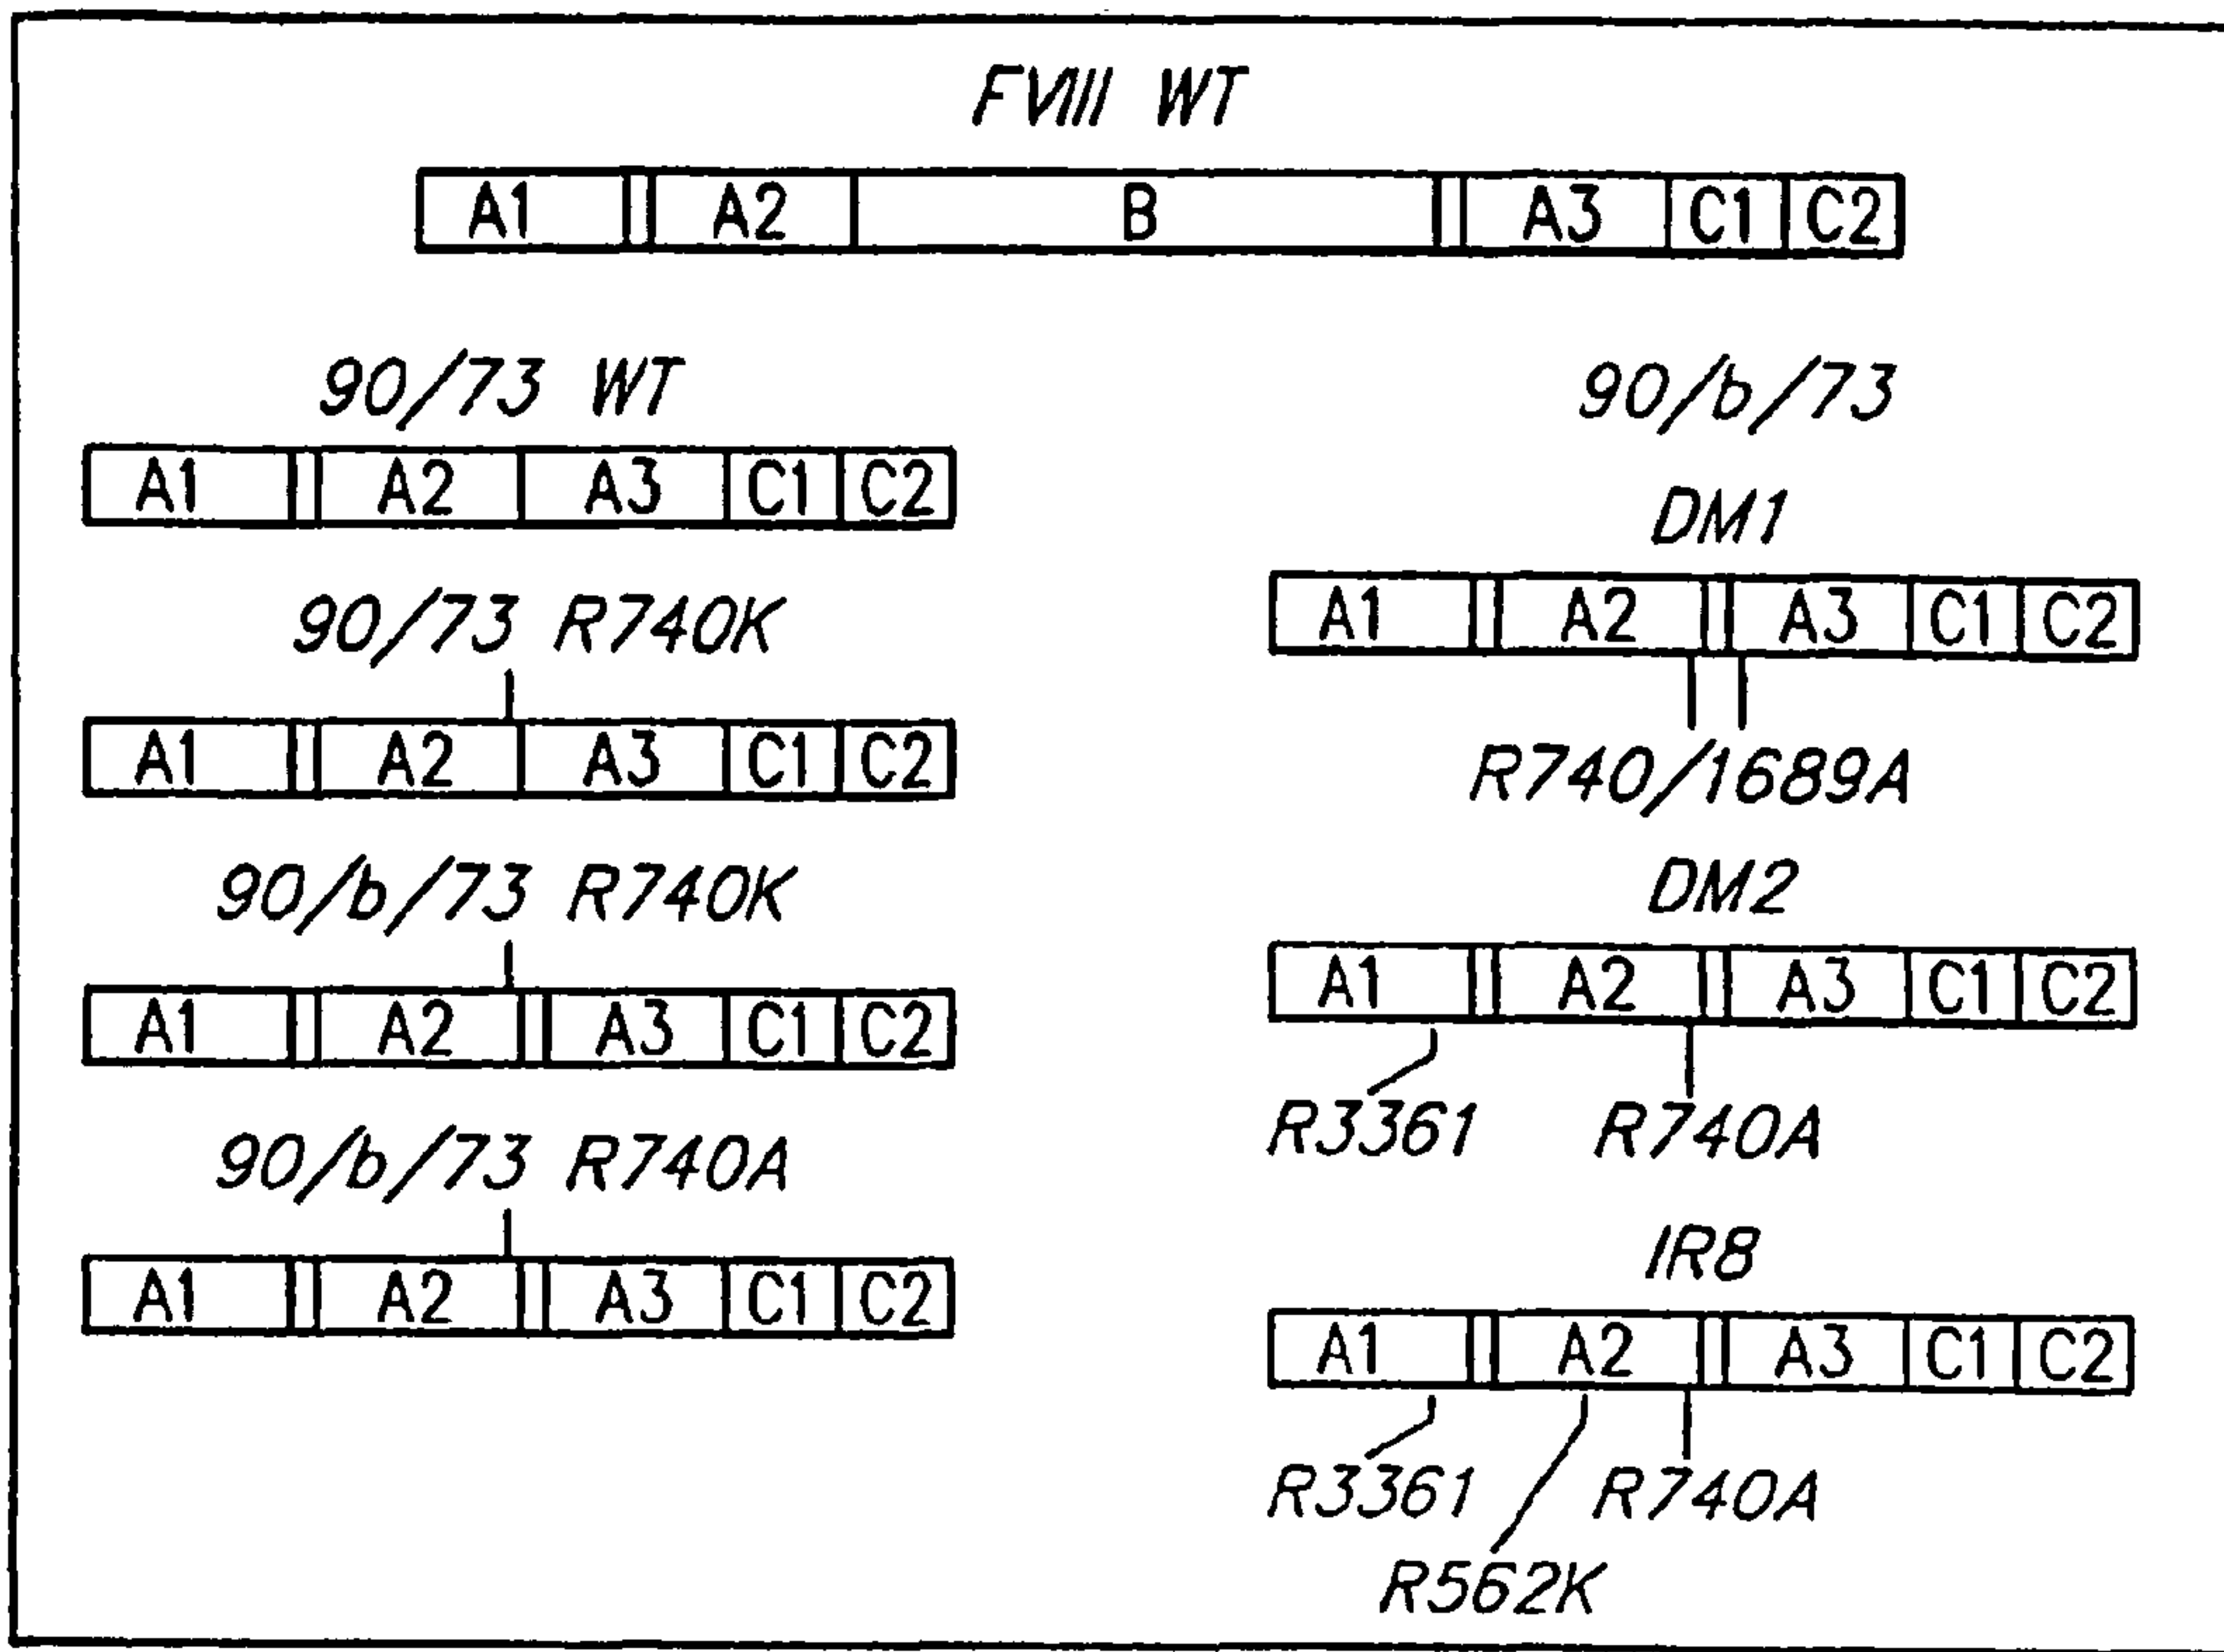 FVIII WT
A1 A2 B A3 C1 C2
90/73 WT
A1 A2 A3 C1 C2
90/73 R740K
A1 A2 A3 C1 C2
90/b/73 R740K
A1 A2 A3 C1 C2
90/b/73 R740A
A1 A2 A3 C1 C2
90/b/73
DM1
A1 A2 A3 C1 C2
R740/1689A
DM2
A1 A2 A3 C1 C2
R336I R740A
IR8
A1 A2 A3 C1 C2
R336I R740A
R562K